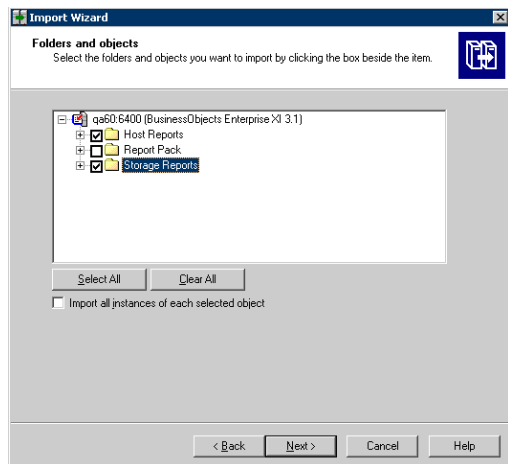 Import Wizard
Folders and objects
Select the folders and objects you want to import by clicking the box beside the item.
qa60:6400 (BusinessObjects Enterprise XI 3.1)
Host Reports
Report Pack
Storage Reports
Select All Clear All
Import all instances of each selected object
< Back Next > Cancel Help